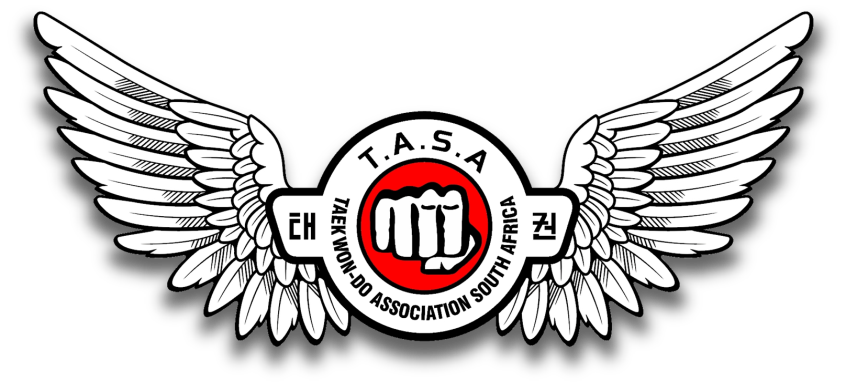 T.A.S.A
태 권
TAEKWON-DO ASSOCIATION SOUTH AFRICA